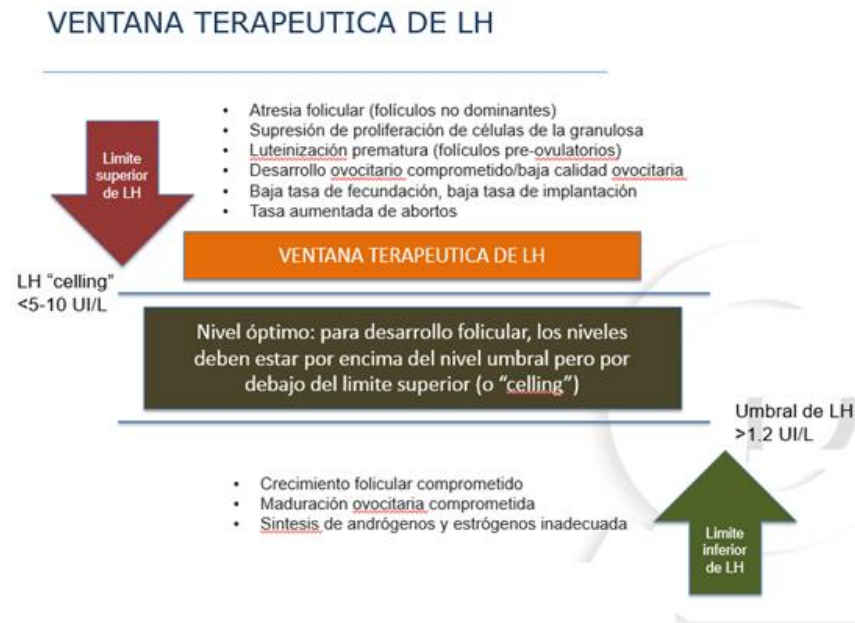 VENTANA TERAPEUTICA DE LH
• Atresia folicular (folículos no dominantes)
• Supresión de proliferación de células de la granulosa
• Luteinización prematura (folículos pre-ovulatorios)
• Desarrollo ovocitario comprometido/baja calidad ovocitaria
• Baja tasa de fecundación, baja tasa de implantación
• Tasa aumentada de abortos
Limite
superior
de LH
VENTANA TERAPEUTICA DE LH
LH “celling”
<5-10 UI/L
Nivel óptimo: para desarrollo folicular, los niveles
deben estar por encima del nivel umbral pero por
debajo del limite superior (o “celling”)
Umbral de LH
>1.2 UI/L
• Crecimiento folicular comprometido
• Maduración ovocitaria comprometida
• Sintesis de andrógenos y estrógenos inadecuada
Limite
inferior
de LH